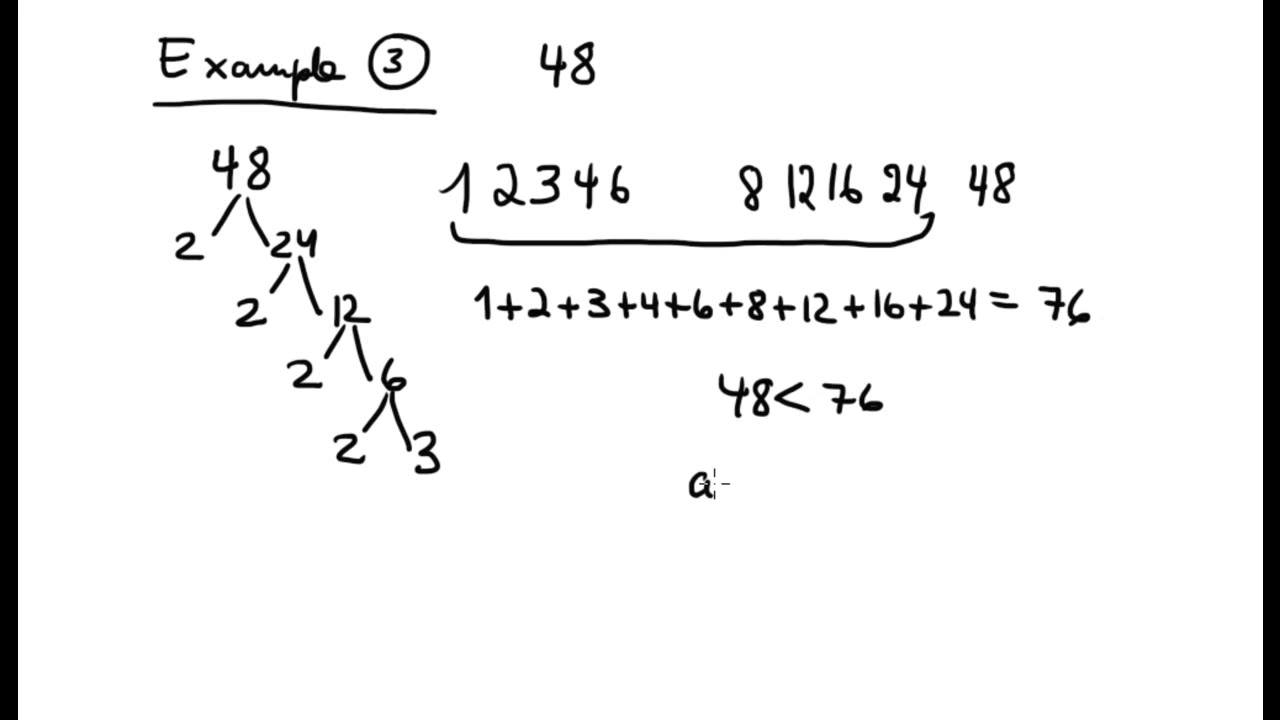 Example ③ 48
48
2 24
2 12
2 6
2 3
1 2 3 4 6 8 12 16 24 48
1+2+3+4+6+8+12+16+24 = 76
48 < 76
a